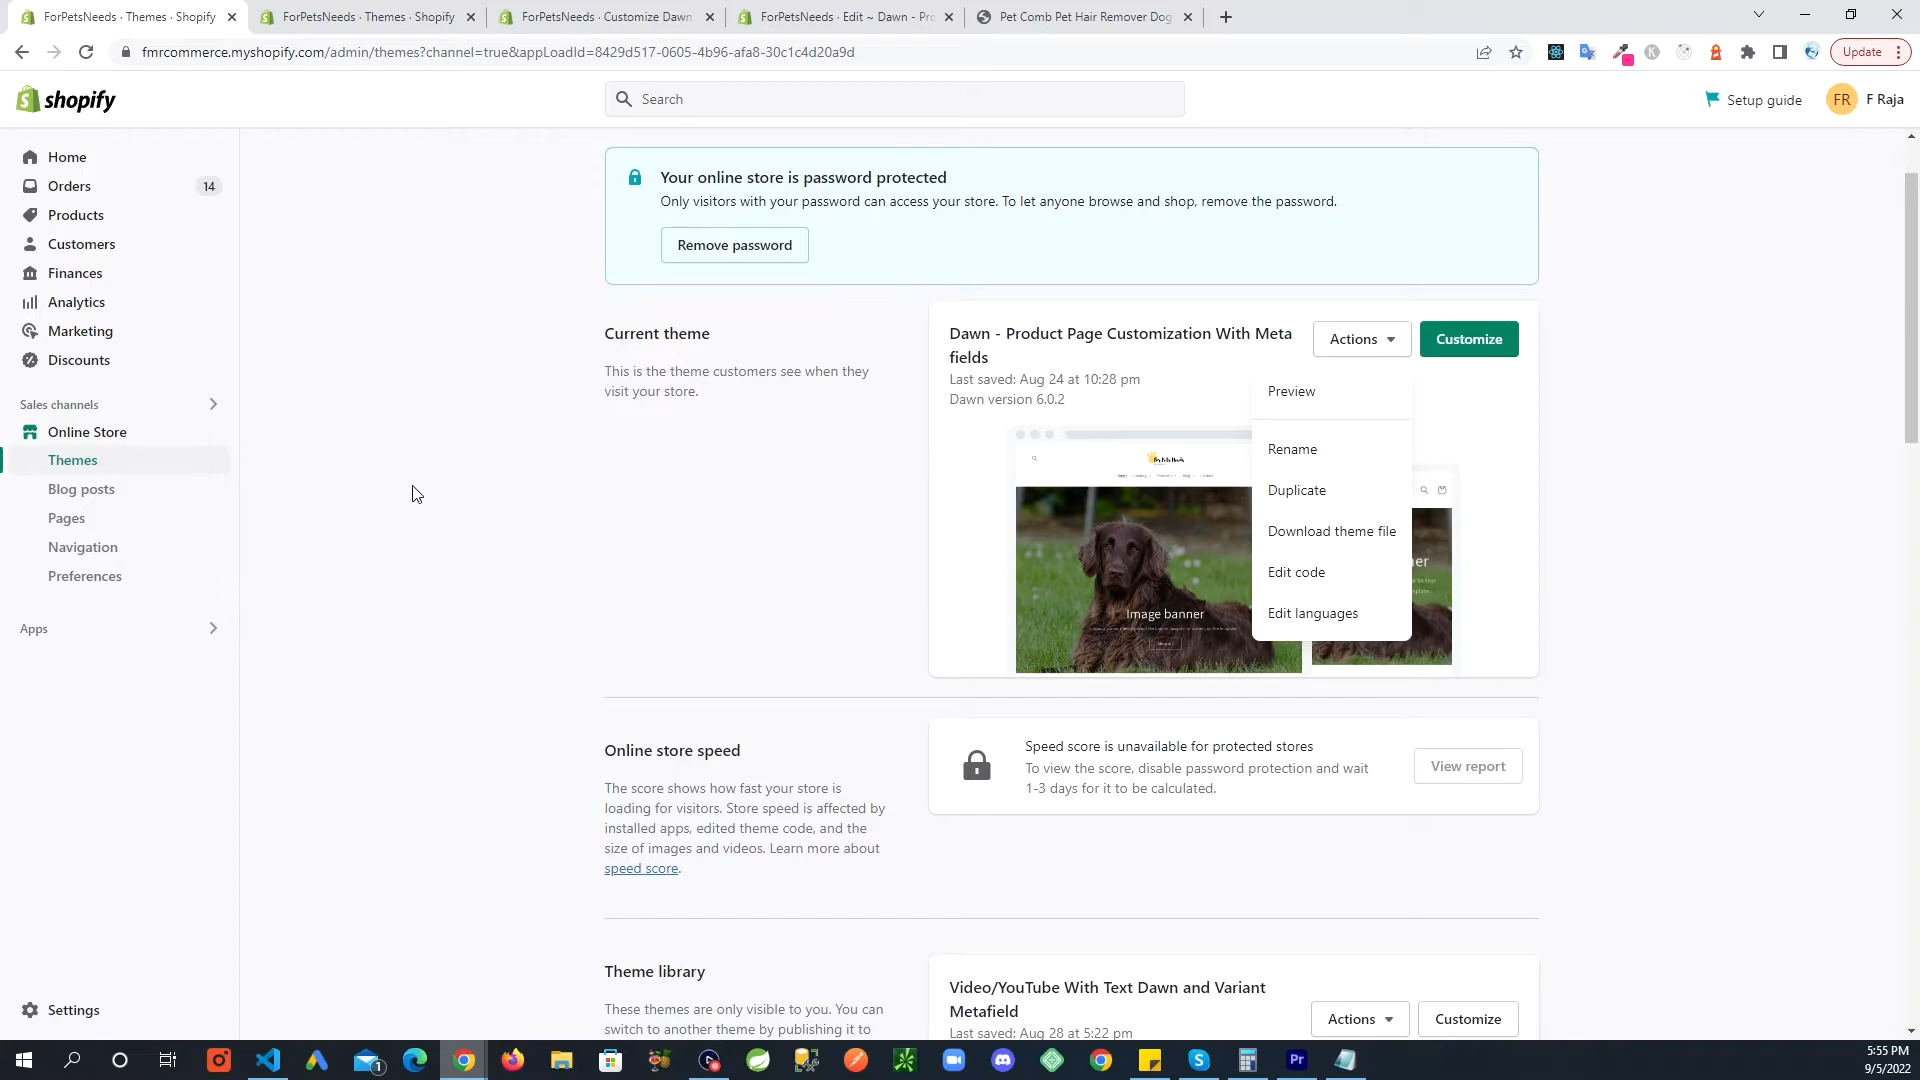 ForPetsNeeds · Themes · Shopify
ForPetsNeeds · Themes · Shopify
ForPetsNeeds · Customize Dawn
ForPetsNeeds · Edit ~ Dawn - Pro
Pet Comb Pet Hair Remover Dog
fmrcommerce.myshopify.com/admin/themes?channel=true&appLoadId=8429d517-0605-4b96-afa8-30c1c4d20a9d
Update
shopify
Search
Setup guide
FR
F Raja
Home
Orders
14
Products
Customers
Finances
Analytics
Marketing
Discounts
Sales channels
Online Store
Themes
Blog posts
Pages
Navigation
Preferences
Apps
Settings
Your online store is password protected
Only visitors with your password can access your store. To let anyone browse and shop, remove the password.
Remove password
Current theme
This is the theme customers see when they
visit your store.
Dawn - Product Page Customization With Meta
fields
Last saved: Aug 24 at 10:28 pm
Dawn version 6.0.2
Actions
Customize
Preview
Rename
Duplicate
Download theme file
Edit code
Edit languages
Image banner
Online store speed
The score shows how fast your store is
loading for visitors. Store speed is affected by
installed apps, edited theme code, and the
size of images and videos. Learn more about
speed score.
Speed score is unavailable for protected stores
To view the score, disable password protection and wait
1-3 days for it to be calculated.
View report
Theme library
These themes are only visible to you. You can
switch to another theme by publishing it to
Video/YouTube With Text Dawn and Variant
Metafield
Last saved: Aug 28 at 5:22 pm
Actions
Customize
5:55 PM
9/5/2022